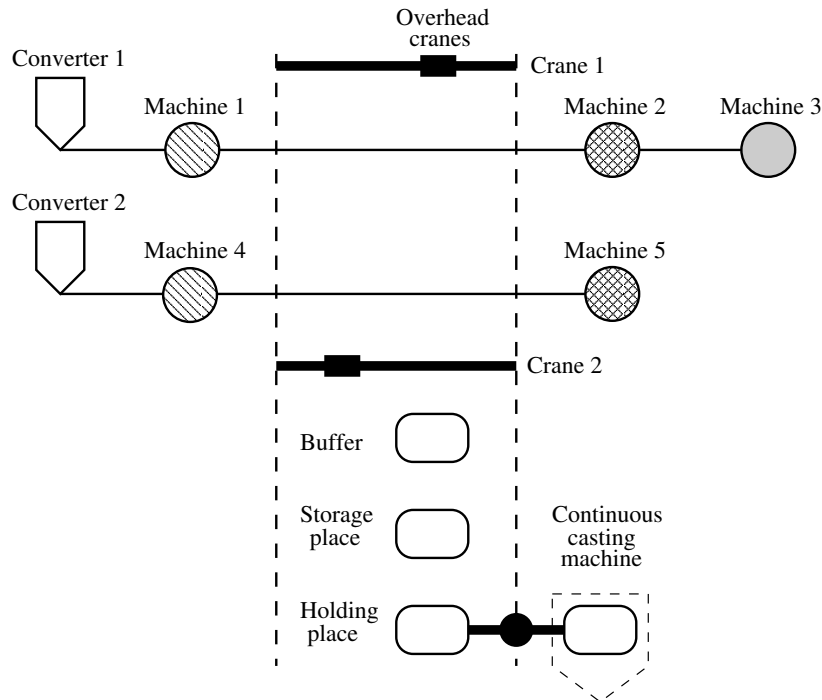 Overhead
cranes
Converter 1
Crane 1
Machine 1
Machine 2
Machine 3
Converter 2
Machine 4
Machine 5
Crane 2
Buffer
Storage
place
Continuous
casting
machine
Holding
place